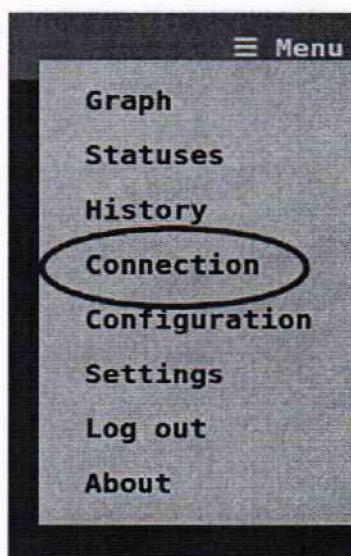 ☰ Menu
Graph
Statuses
History
Connection
Configuration
Settings
Log out
About